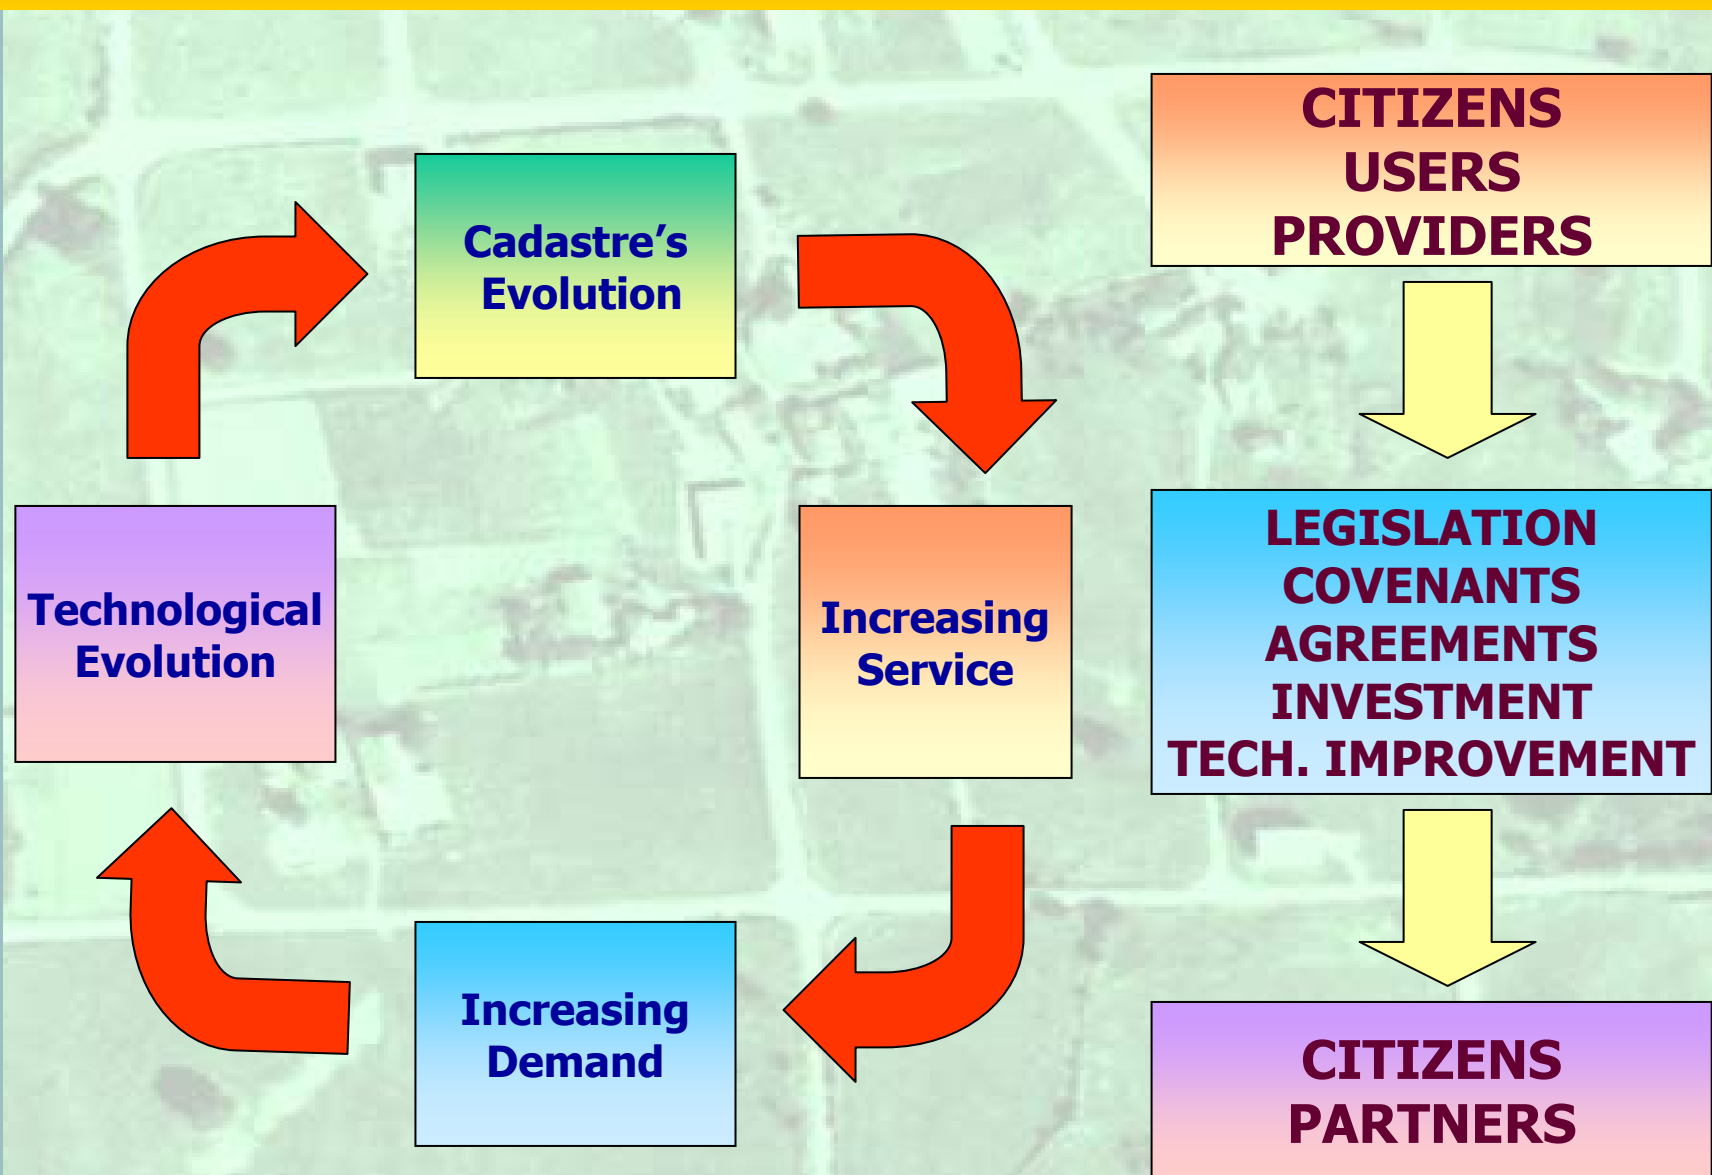 Cadastre’s
Evolution
Technological
Evolution
Increasing
Service
Increasing
Demand
CITIZENS
USERS
PROVIDERS
LEGISLATION
COVENANTS
AGREEMENTS
INVESTMENT
TECH. IMPROVEMENT
CITIZENS
PARTNERS